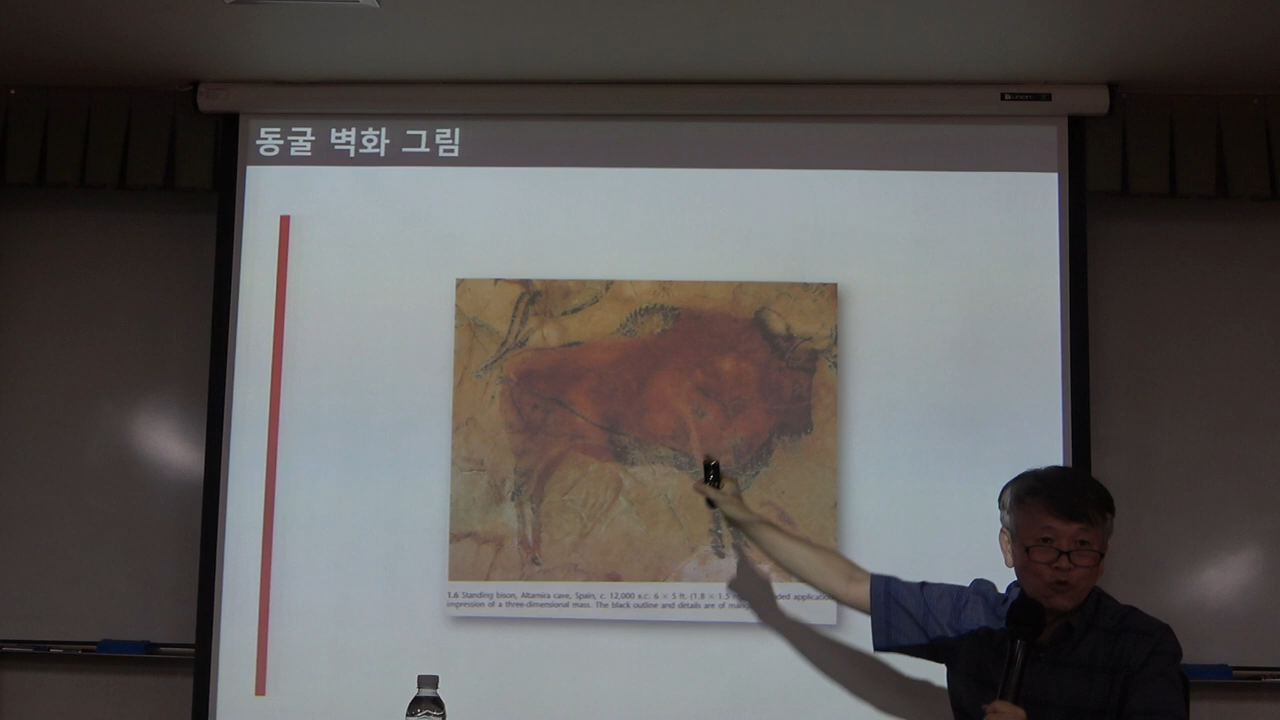 동굴 벽화 그림
1.6 Standing bison, Altamira cave, Spain, c. 12,000 B.C. 6 × 5 ft. (1.8 × 1.5
impression of a three-dimensional mass. The black outline and details are of